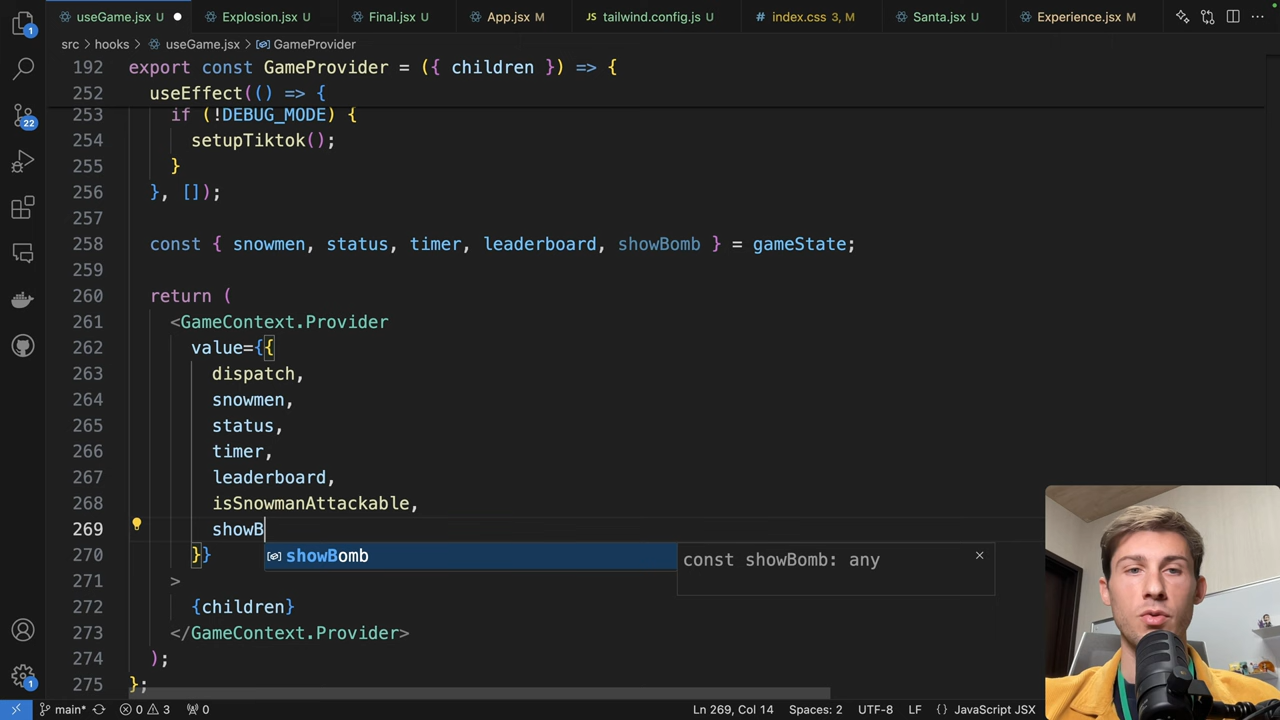 useGame.jsx U
Explosion.jsx U
Final.jsx U
App.jsx M
tailwind.config.js M
index.css 3, M
Santa.jsx U
Experience.jsx M
src > hooks > useGame.jsx > GameProvider
192 export const GameProvider = ({ children }) => {
252 useEffect(() => {
253 if (!DEBUG_MODE) {
254 setupTiktok();
255 }
256 }, []);
257
258 const { snowmen, status, timer, leaderboard, showBomb } = gameState;
259
260 return (
261 <GameContext.Provider
262 value={{
263 dispatch,
264 snowmen,
265 status,
266 timer,
267 leaderboard,
268 isSnowmanAttackable,
269 showB
270 }}
showBomb
const showBomb: any
271 >
272 {children}
273 </GameContext.Provider>
274 );
275 };
1
22
1
main* 0 3 0
Ln 269, Col 14 Spaces: 2 UTF-8 LF {} JavaScript JSX